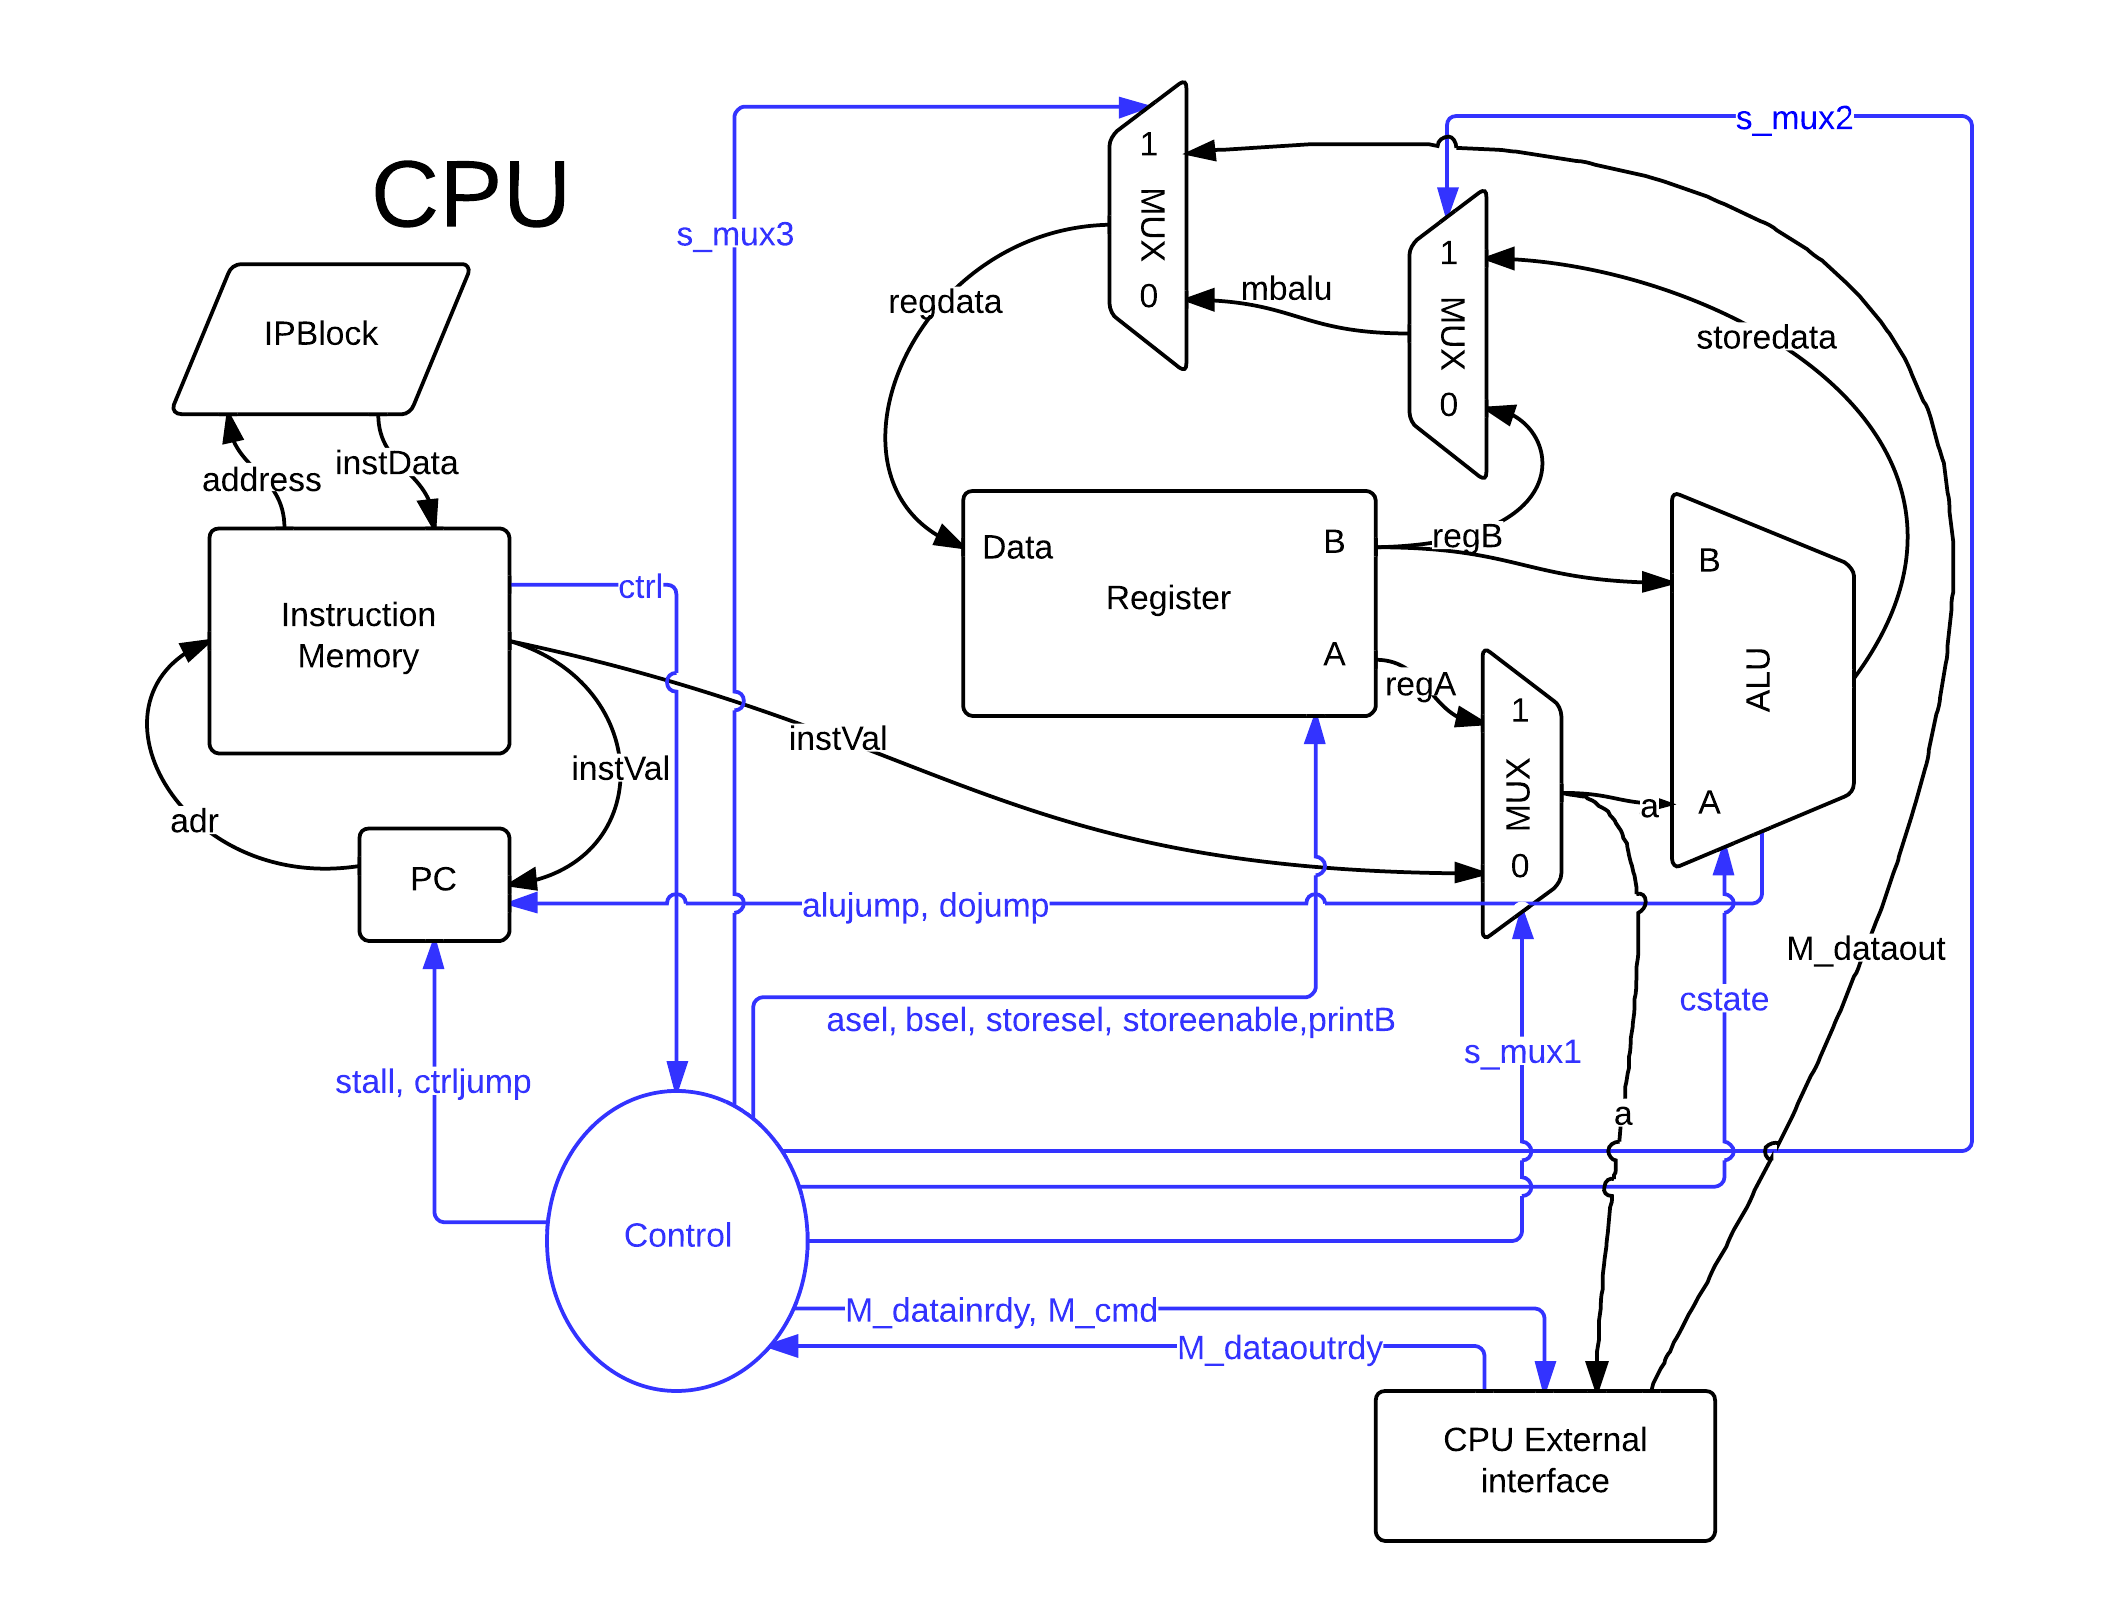 CPU
s_mux3
s_mux2
1
MUX
0
1
MUX
0
regdata
mbalu
storedata
IPBlock
address
instData
Instruction
Memory
ctrl
Data
B
Register
A
regB
regA
B
ALU
A
1
MUX
0
a
instVal
instVal
adr
PC
alujump, dojump
M_dataout
cstate
asel, bsel, storesel, storeenable,printB
s_mux1
stall, ctrljump
a
Control
M_datainrdy, M_cmd
M_dataoutrdy
CPU External
interface